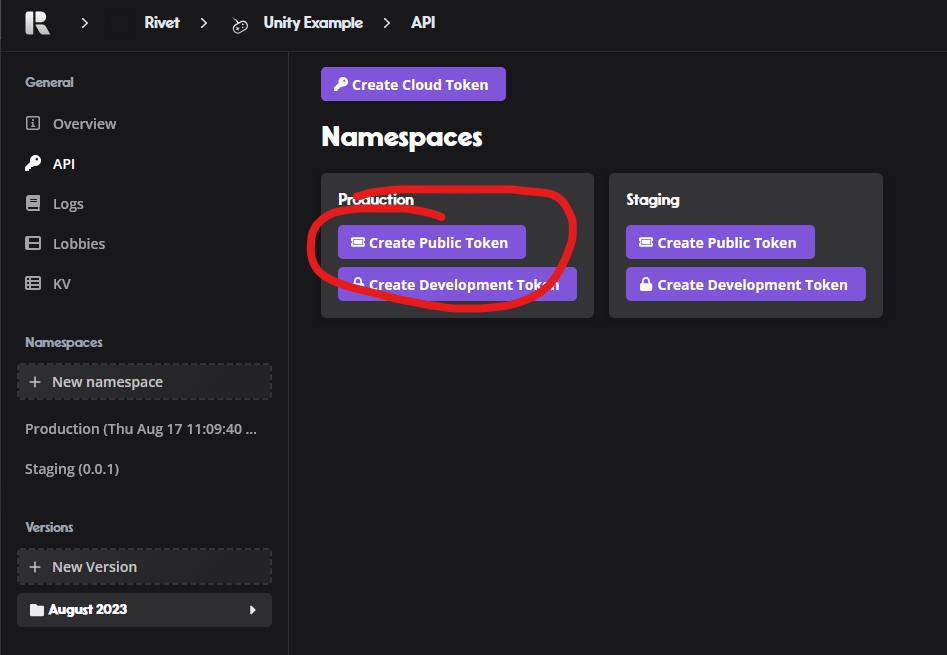 Rivet > Unity Example > API
General
Overview
API
Logs
Lobbies
KV
Namespaces
+ New namespace
Production (Thu Aug 17 11:09:40 ...
Staging (0.0.1)
Versions
+ New Version
August 2023
Create Cloud Token
Namespaces
Production
Create Public Token
Create Development Token
Staging
Create Public Token
Create Development Token